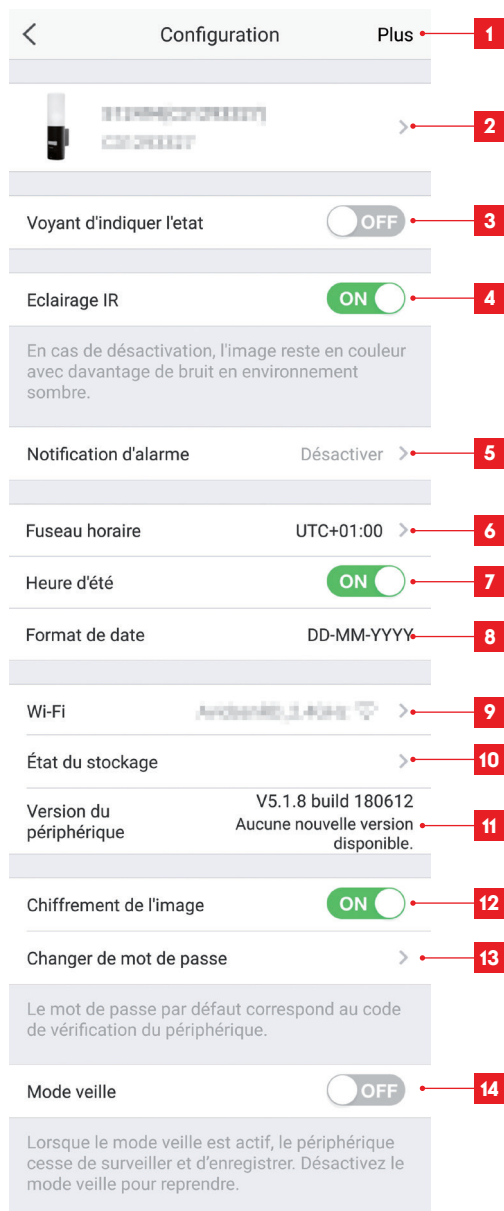 Configuration Plus 1
2
Voyant d'indiquer l'etat OFF 3
Eclairage IR ON 4
En cas de désactivation, l'image reste en couleur
avec davantage de bruit en environnement
sombre.
Notification d'alarme Désactiver 5
Fuseau horaire UTC+01:00 6
Heure d'été ON 7
Format de date DD-MM-YYYY 8
Wi-Fi 9
État du stockage 10
Version du
périphérique
V5.1.8 build 180612
Aucune nouvelle version
disponible.
11
Chiffrement de l'image ON 12
Changer de mot de passe 13
Le mot de passe par défaut correspond au code
de vérification du périphérique.
Mode veille OFF 14
Lorsque le mode veille est actif, le périphérique
cesse de surveiller et d'enregistrer. Désactivez le
mode veille pour reprendre.